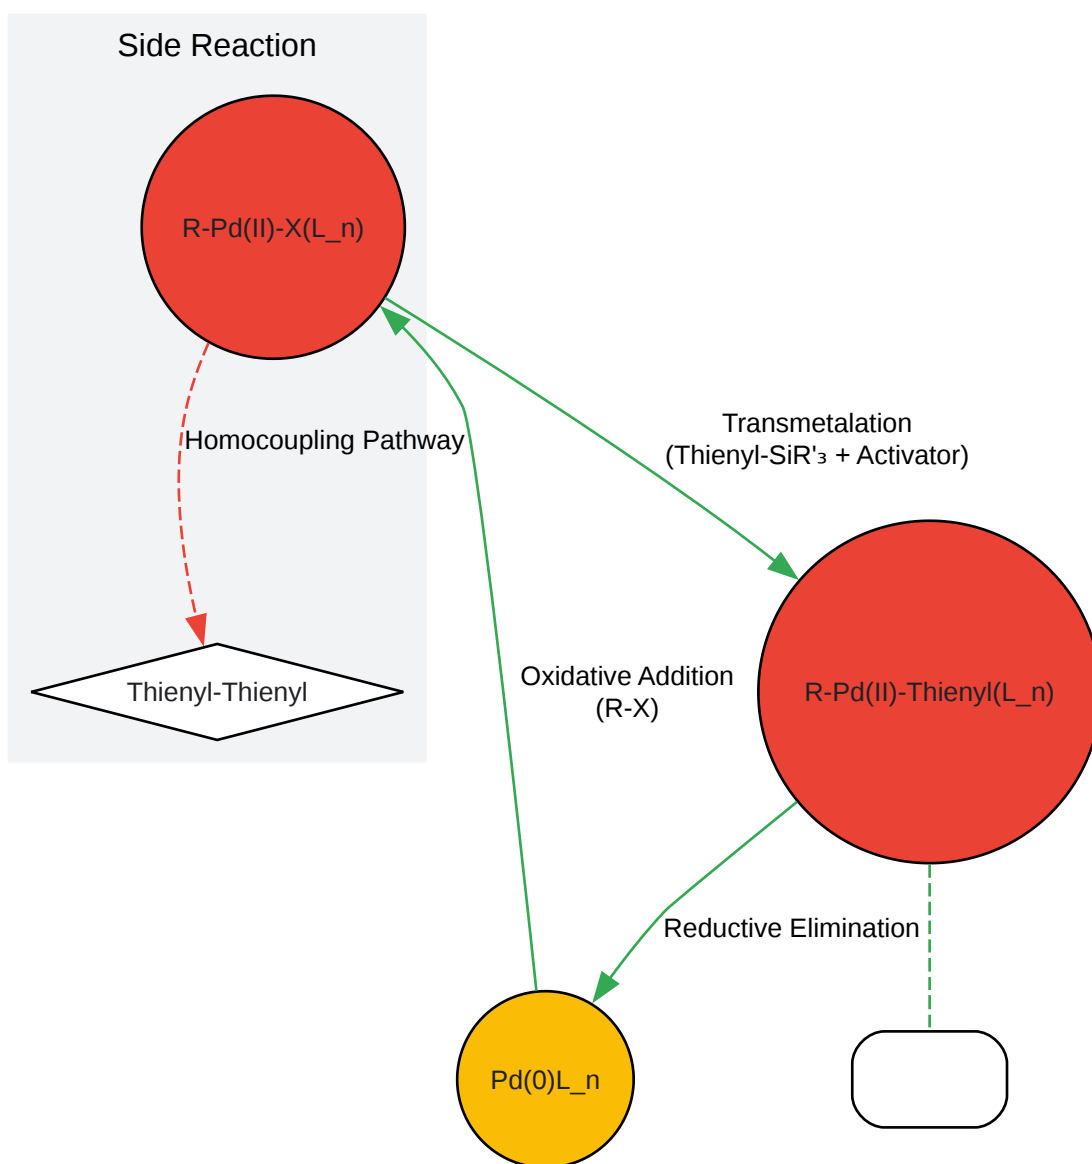 Side Reaction
R-Pd(II)-X(L_n)
Homocoupling Pathway
Transmetalation
(Thienyl-SiR'₃ + Activator)
Thienyl-Thienyl
Oxidative Addition
(R-X)
R-Pd(II)-Thienyl(L_n)
Reductive Elimination
Pd(0)L_n